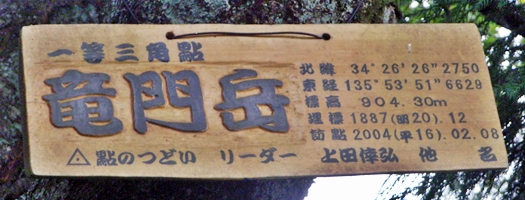 一等三角點
竜門岳
北緯 34°26'26"2750
東経 135°53'51"6629
標高 904.30m
埋標 1887(明20).12
訪點 2004(平16).02.08
点のつどい リーダー 上田倖弘 他 名